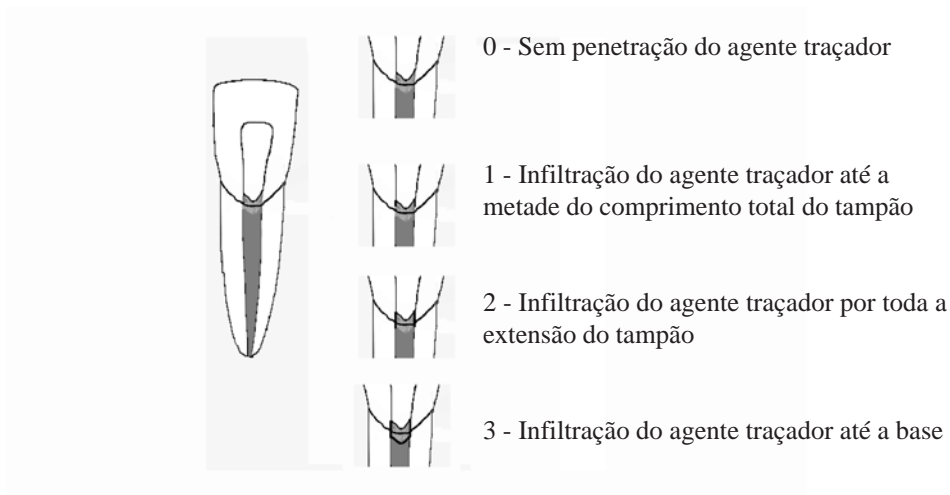 0 - Sem penetração do agente traçador
1 - Infiltração do agente traçador até a
metade do comprimento total do tampão
2 - Infiltração do agente traçador por toda a
extensão do tampão
3 - Infiltração do agente traçador até a base